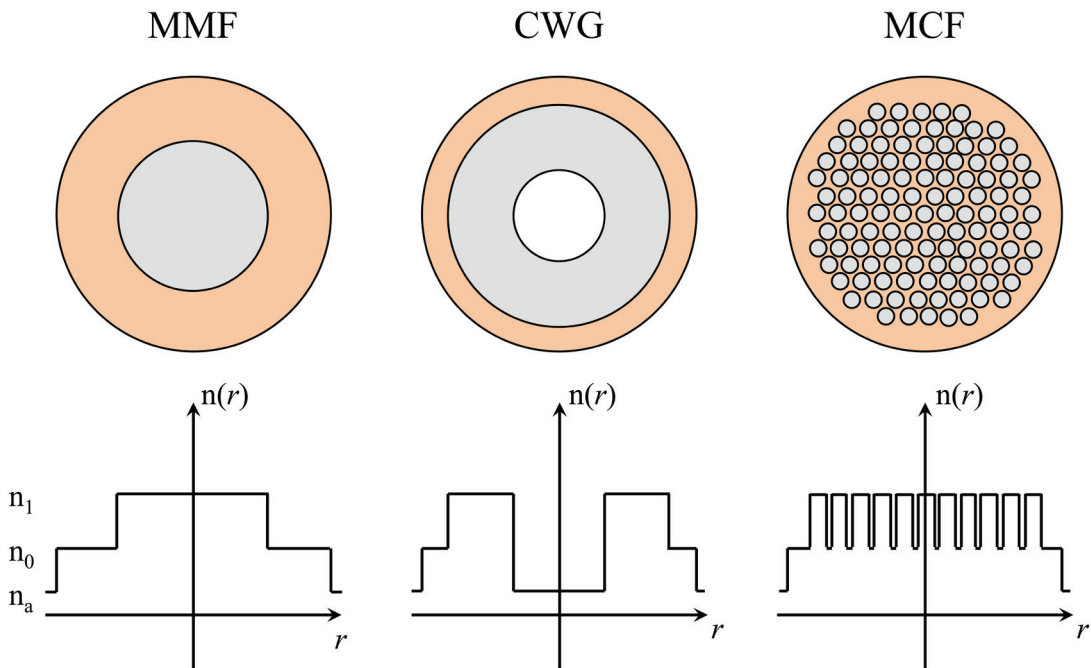 MMF CWG MCF
n(r) n(r) n(r)
n₁
n₀
nₐ
r r r